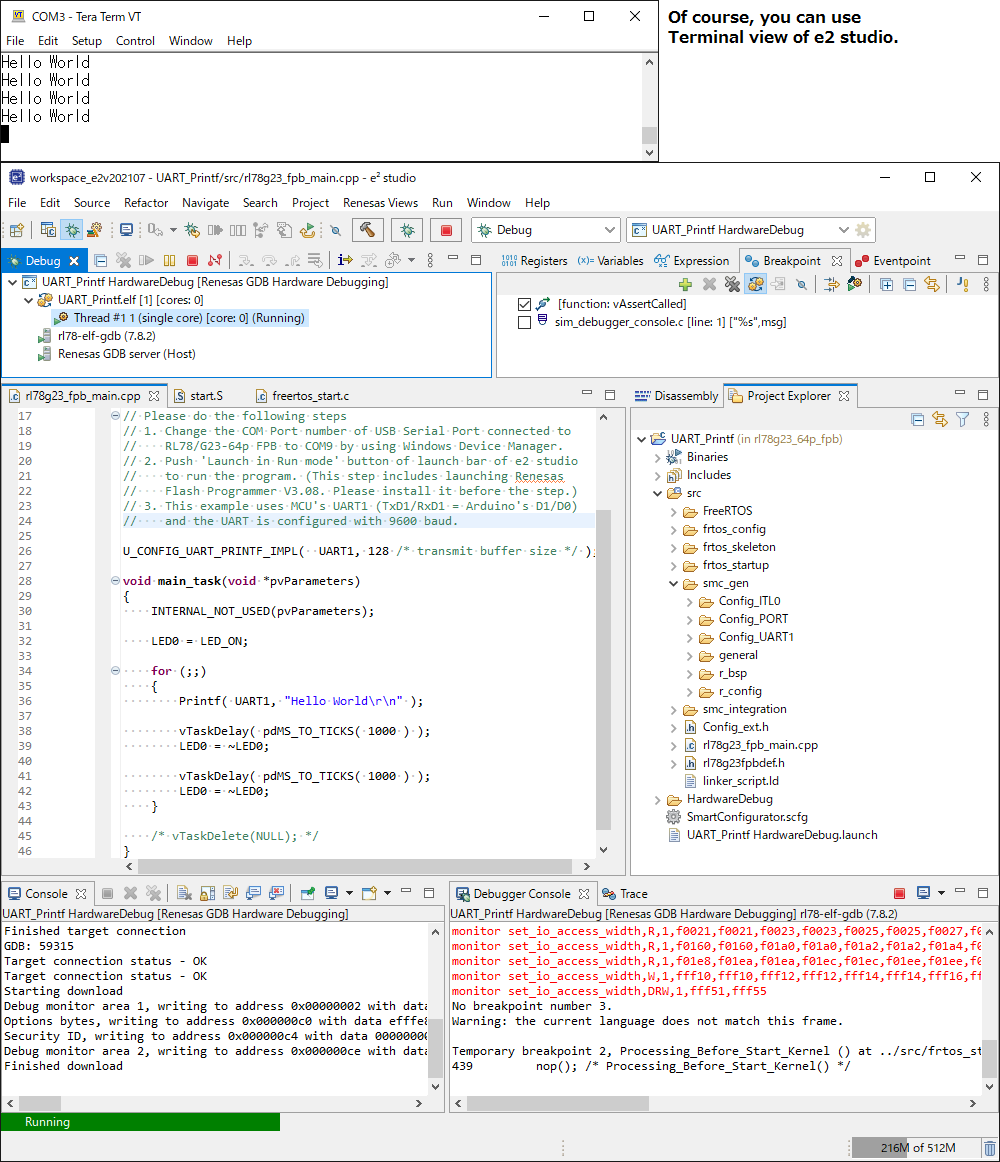 COM3 - Tera Term VT
File Edit Setup Control Window Help
Hello World
Hello World
Hello World
Hello World
Of course, you can use
Terminal view of e2 studio.
workspace_e2v202107 - UART_Printf/src/rl78g23_fpb_main.cpp - e² studio
File Edit Source Refactor Navigate Search Project Renesas Views Run Window Help
Debug
UART_Printf HardwareDebug
Debug
UART_Printf HardwareDebug [Renesas GDB Hardware Debugging]
UART_Printf.elf [1] [cores: 0]
Thread #1 1 (single core) [core: 0] (Running)
rl78-elf-gdb (7.8.2)
Renesas GDB server (Host)
Registers Variables Expression Breakpoint Eventpoint
[function: vAssertCalled]
sim_debugger_console.c [line: 1] ["%s",msg]
rl78g23_fpb_main.cpp start.S freertos_start.c
17 // Please do the following steps
18 // 1. Change the COM Port number of USB Serial Port connected to
19 // RL78/G23-64p FPB to COM9 by using Windows Device Manager.
20 // 2. Push 'Launch in Run mode' button of launch bar of e2 studio
21 // to run the program. (This step includes launching Renesas
22 // Flash Programmer V3.08. Please install it before the step.)
23 // 3. This example uses MCU's UART1 (TxD1/RxD1 = Arduino's D1/D0)
24 // and the UART is configured with 9600 baud.
25
26 U_CONFIG_UART_PRINTF_IMPL( UART1, 128 /* transmit buffer size */ );
27
28 void main_task(void *pvParameters)
29 {
30 INTERNAL_NOT_USED(pvParameters);
31
32 LED0 = LED_ON;
33
34 for (;;)
35 {
36 Printf( UART1, "Hello World\r\n" );
37
38 vTaskDelay( pdMS_TO_TICKS( 1000 ) );
39 LED0 = ~LED0;
40
41 vTaskDelay( pdMS_TO_TICKS( 1000 ) );
42 LED0 = ~LED0;
43 }
44
45 /* vTaskDelete(NULL); */
46 }
Disassembly Project Explorer
UART_Printf (in rl78g23_64p_fpb)
Binaries
Includes
src
FreeRTOS
frtos_config
frtos_skeleton
frtos_startup
smc_gen
Config_ITL0
Config_PORT
Config_UART1
general
r_bsp
r_config
smc_integration
Config_ext.h
rl78g23_fpb_main.cpp
rl78g23fpbdef.h
linker_script.ld
HardwareDebug
SmartConfigurator.scfg
UART_Printf HardwareDebug.launch
Console
UART_Printf HardwareDebug [Renesas GDB Hardware Debugging]
Finished target connection
GDB: 59315
Target connection status - OK
Target connection status - OK
Starting download
Debug monitor area 1, writing to address 0x00000002 with data
Options bytes, writing to address 0x000000c0 with data efffe8
Security ID, writing to address 0x000000c4 with data 00000000
Debug monitor area 2, writing to address 0x000000ce with data
Finished download
Debugger Console Trace
UART_Printf HardwareDebug [Renesas GDB Hardware Debugging] rl78-elf-gdb (7.8.2)
monitor set_io_access_width,R,1,f0021,f0021,f0023,f0023,f0025,f0025,f0027,f0
monitor set_io_access_width,R,1,f0160,f0160,f01a0,f01a0,f01a2,f01a2,f01a4,f0
monitor set_io_access_width,R,1,f01e8,f01ea,f01ea,f01ec,f01ec,f01ee,f01ee,f0
monitor set_io_access_width,W,1,fff10,fff10,fff12,fff12,fff14,fff14,fff16,ff
monitor set_io_access_width,DRW,1,fff51,fff55
No breakpoint number 3.
Warning: the current language does not match this frame.
Temporary breakpoint 2, Processing_Before_Start_Kernel () at ../src/frtos_st
439 nop(); /* Processing_Before_Start_Kernel() */
Running
216M of 512M